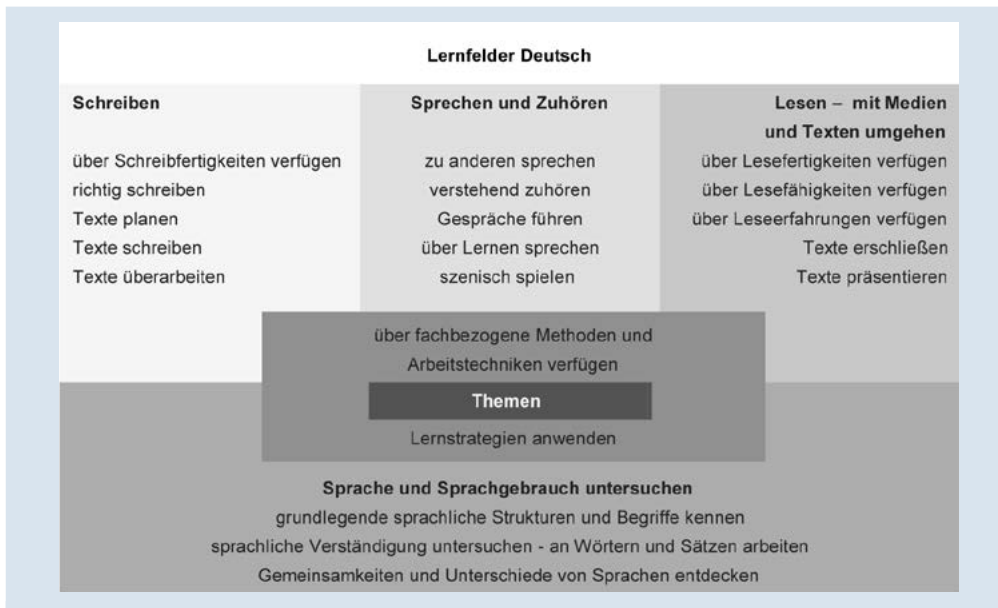 Lernfelder Deutsch
Schreiben
über Schreibfertigkeiten verfügen
richtig schreiben
Texte planen
Texte schreiben
Texte überarbeiten
Sprechen und Zuhören
zu anderen sprechen
verstehend zuhören
Gespräche führen
über Lernen sprechen
szenisch spielen
Lesen – mit Medien
und Texten umgehen
über Lesefertigkeiten verfügen
über Lesefähigkeiten verfügen
über Leseerfahrungen verfügen
Texte erschließen
Texte präsentieren
über fachbezogene Methoden und
Arbeitstechniken verfügen
Themen
Lernstrategien anwenden
Sprache und Sprachgebrauch untersuchen
grundlegende sprachliche Strukturen und Begriffe kennen
sprachliche Verständigung untersuchen - an Wörtern und Sätzen arbeiten
Gemeinsamkeiten und Unterschiede von Sprachen entdecken